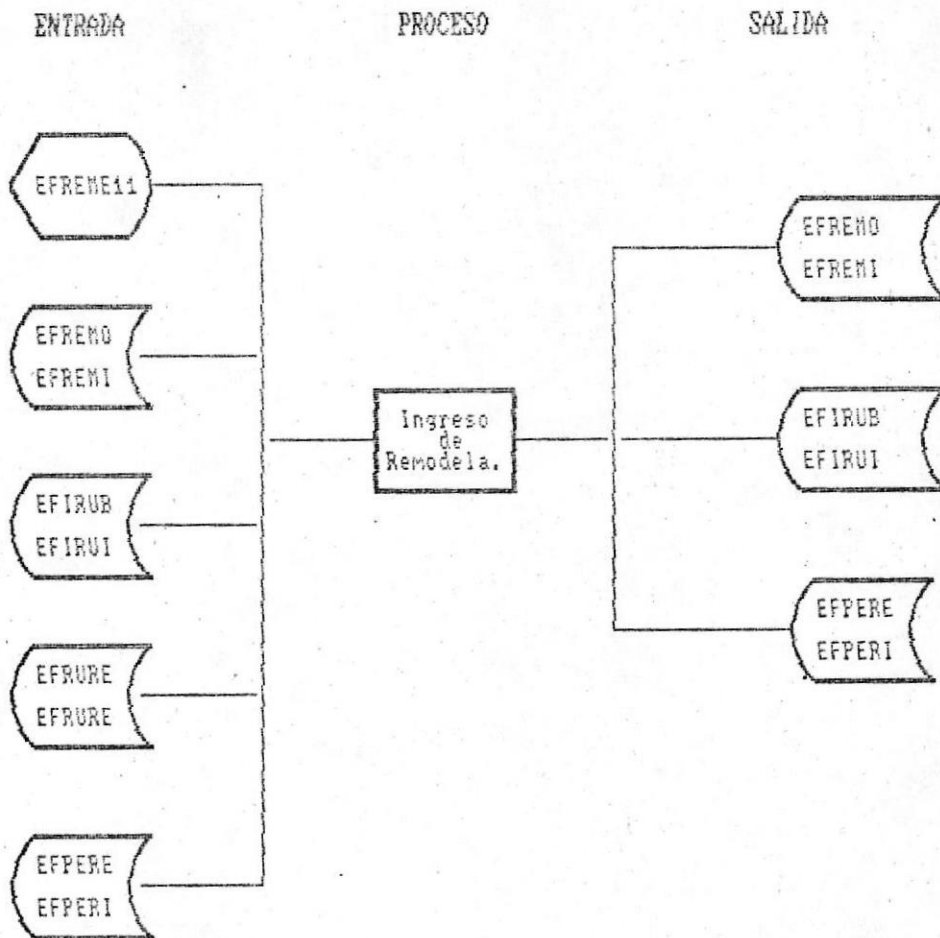 ENTRADA PROCESO SALIDA
EFREME11
EFREMO
EFREMI
EFIRUB
EFIRUI
EFRURE
EFRURE
EFPERE
EFPERI
Ingreso
de
Remodela.
EFREMO
EFREMI
EFIRUB
EFIRUI
EFPERE
EFPERI